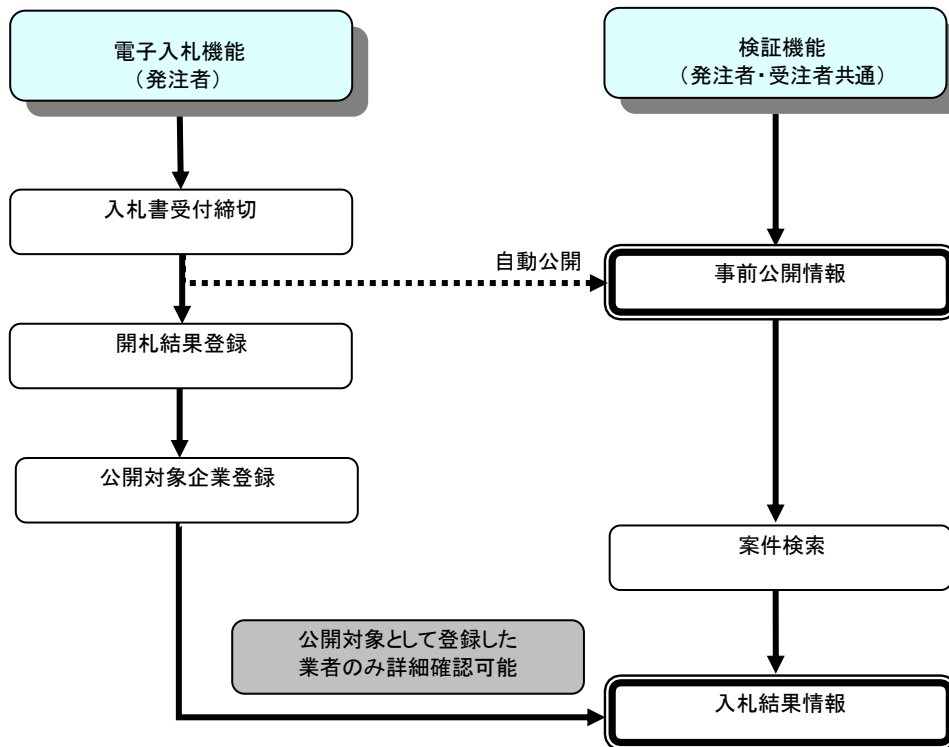 電子入札機能
（発注者）
検証機能
（発注者・受注者共通）
入札書受付締切
自動公開
事前公開情報
開札結果登録
公開対象企業登録
案件検索
公開対象として登録した
業者のみ詳細確認可能
入札結果情報